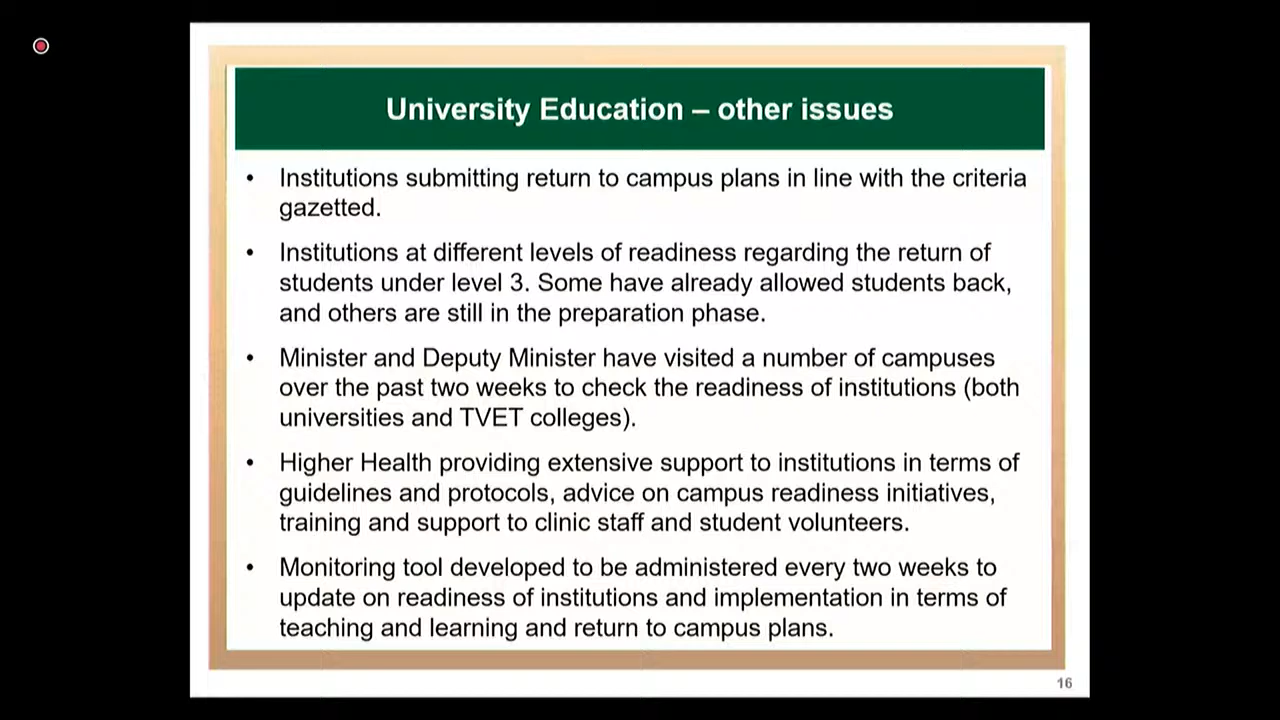 University Education – other issues
• Institutions submitting return to campus plans in line with the criteria
gazetted.
• Institutions at different levels of readiness regarding the return of
students under level 3. Some have already allowed students back,
and others are still in the preparation phase.
• Minister and Deputy Minister have visited a number of campuses
over the past two weeks to check the readiness of institutions (both
universities and TVET colleges).
• Higher Health providing extensive support to institutions in terms of
guidelines and protocols, advice on campus readiness initiatives,
training and support to clinic staff and student volunteers.
• Monitoring tool developed to be administered every two weeks to
update on readiness of institutions and implementation in terms of
teaching and learning and return to campus plans.
16